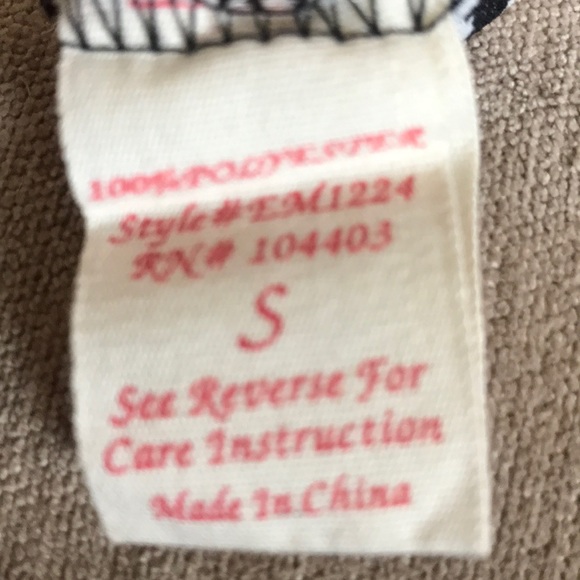 100%POLYESTER
Style#EM1224
RN# 104403
S
See Reverse For
Care Instruction
Made In China